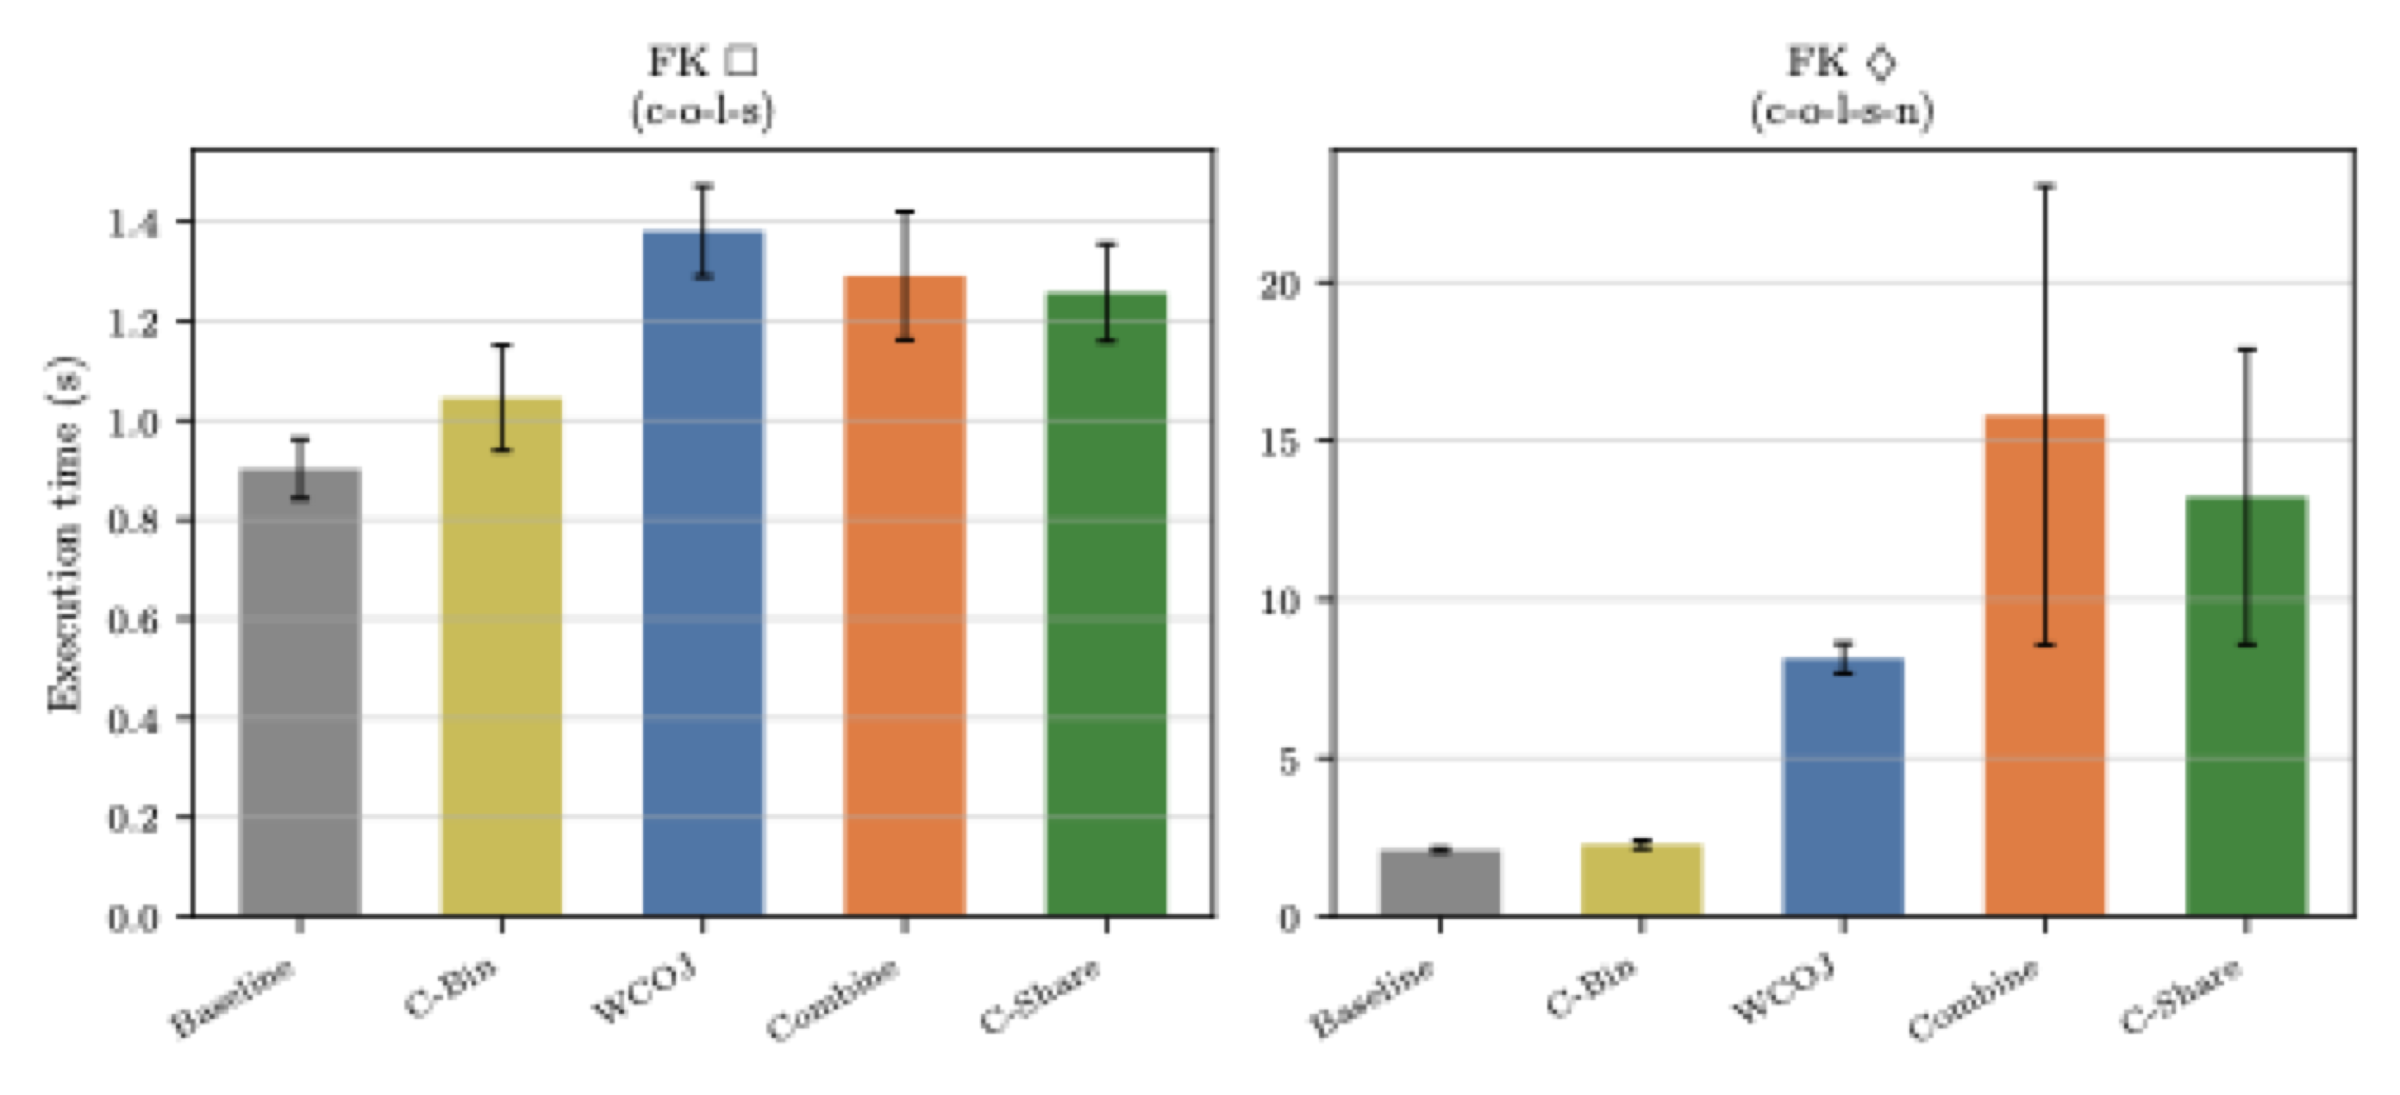 FK □
(c-o-l-s)
Execution time (s)
1.4
1.2
1.0
0.8
0.6
0.4
0.2
0.0
Baseline
C-Bin
WCOJ
Combine
C-Share
FK ◇
(c-o-l-s-n)
20
15
10
5
0
Baseline
C-Bin
WCOJ
Combine
C-Share